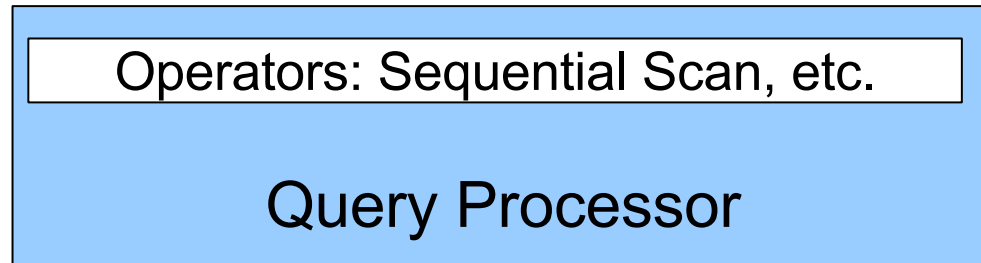 Operators: Sequential Scan, etc.
Query Processor